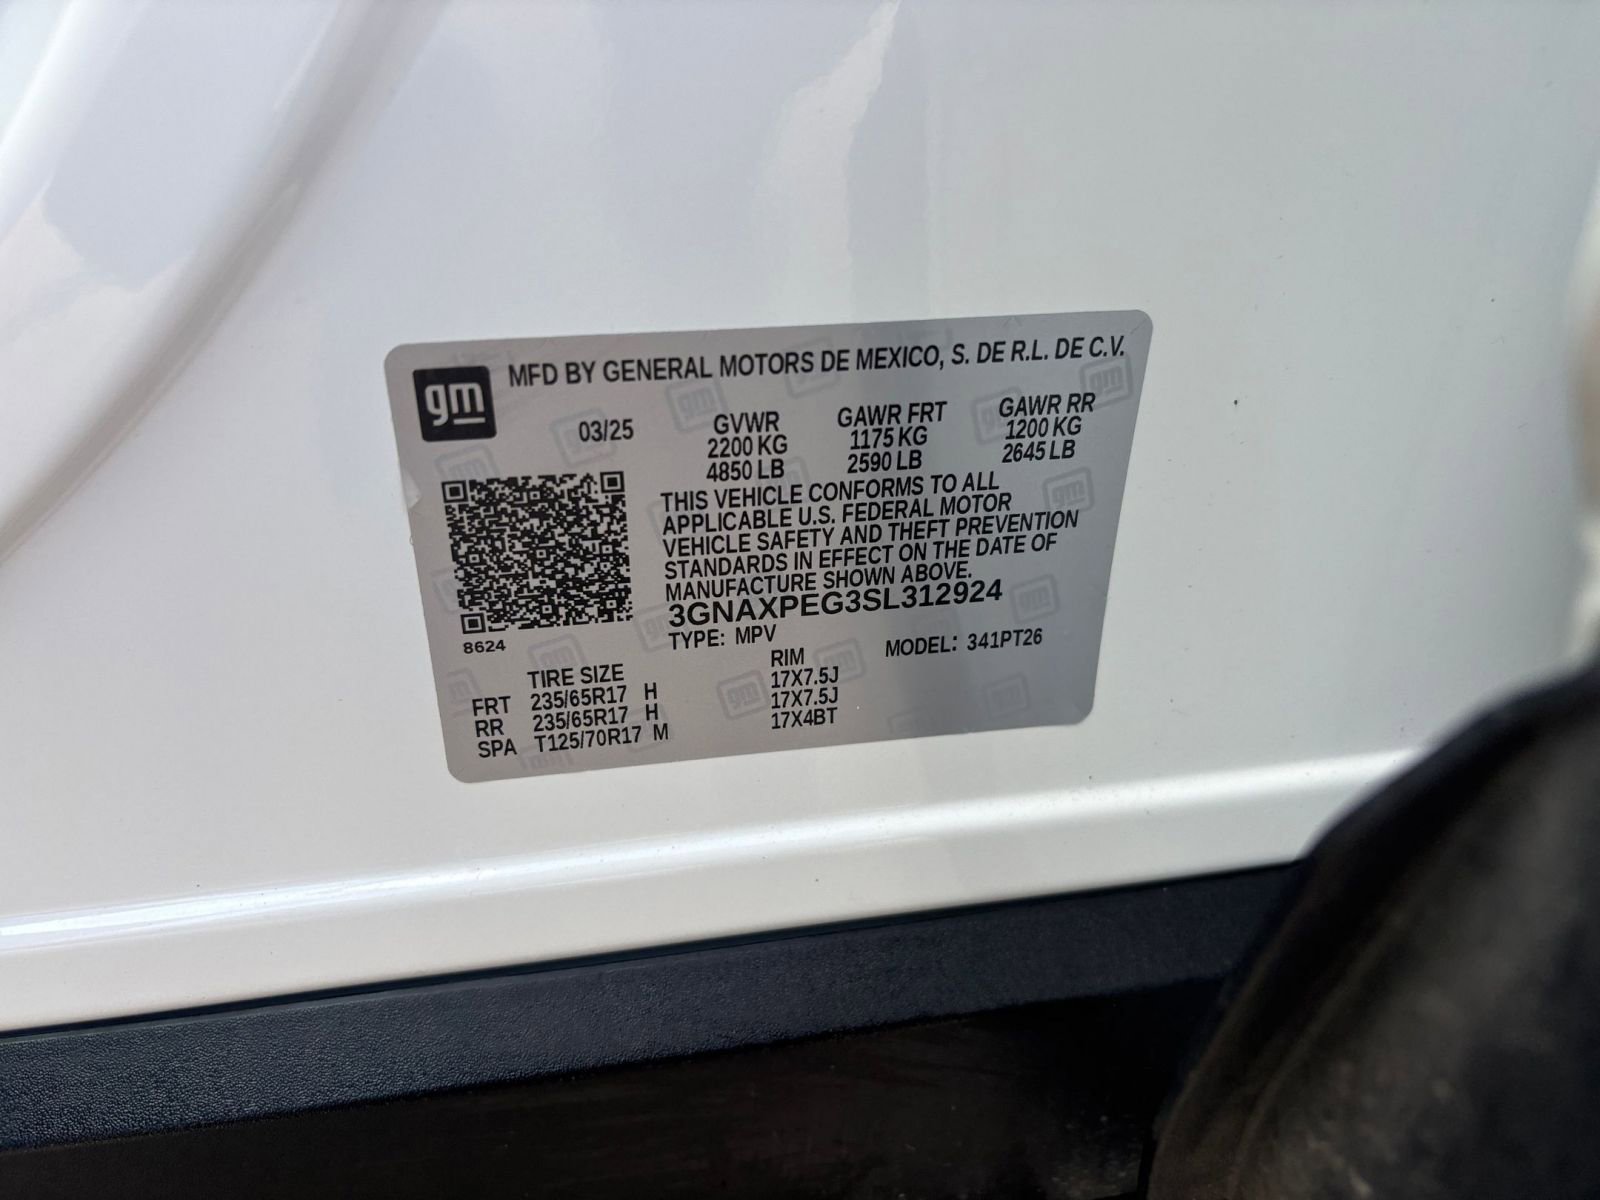 gm
MFD BY GENERAL MOTORS DE MEXICO, S. DE R.L. DE C.V.
03/25 GVWR GAWR FRT GAWR RR
2200 KG 1175 KG 1200 KG
4850 LB 2590 LB 2645 LB
THIS VEHICLE CONFORMS TO ALL
APPLICABLE U.S. FEDERAL MOTOR
VEHICLE SAFETY AND THEFT PREVENTION
STANDARDS IN EFFECT ON THE DATE OF
MANUFACTURE SHOWN ABOVE.
3GNAXPEG3SL312924
8624
TYPE: MPV MODEL: 341PT26
TIRE SIZE RIM
FRT 235/65R17 H 17X7.5J
RR 235/65R17 H 17X7.5J
SPA T125/70R17 M 17X4BT